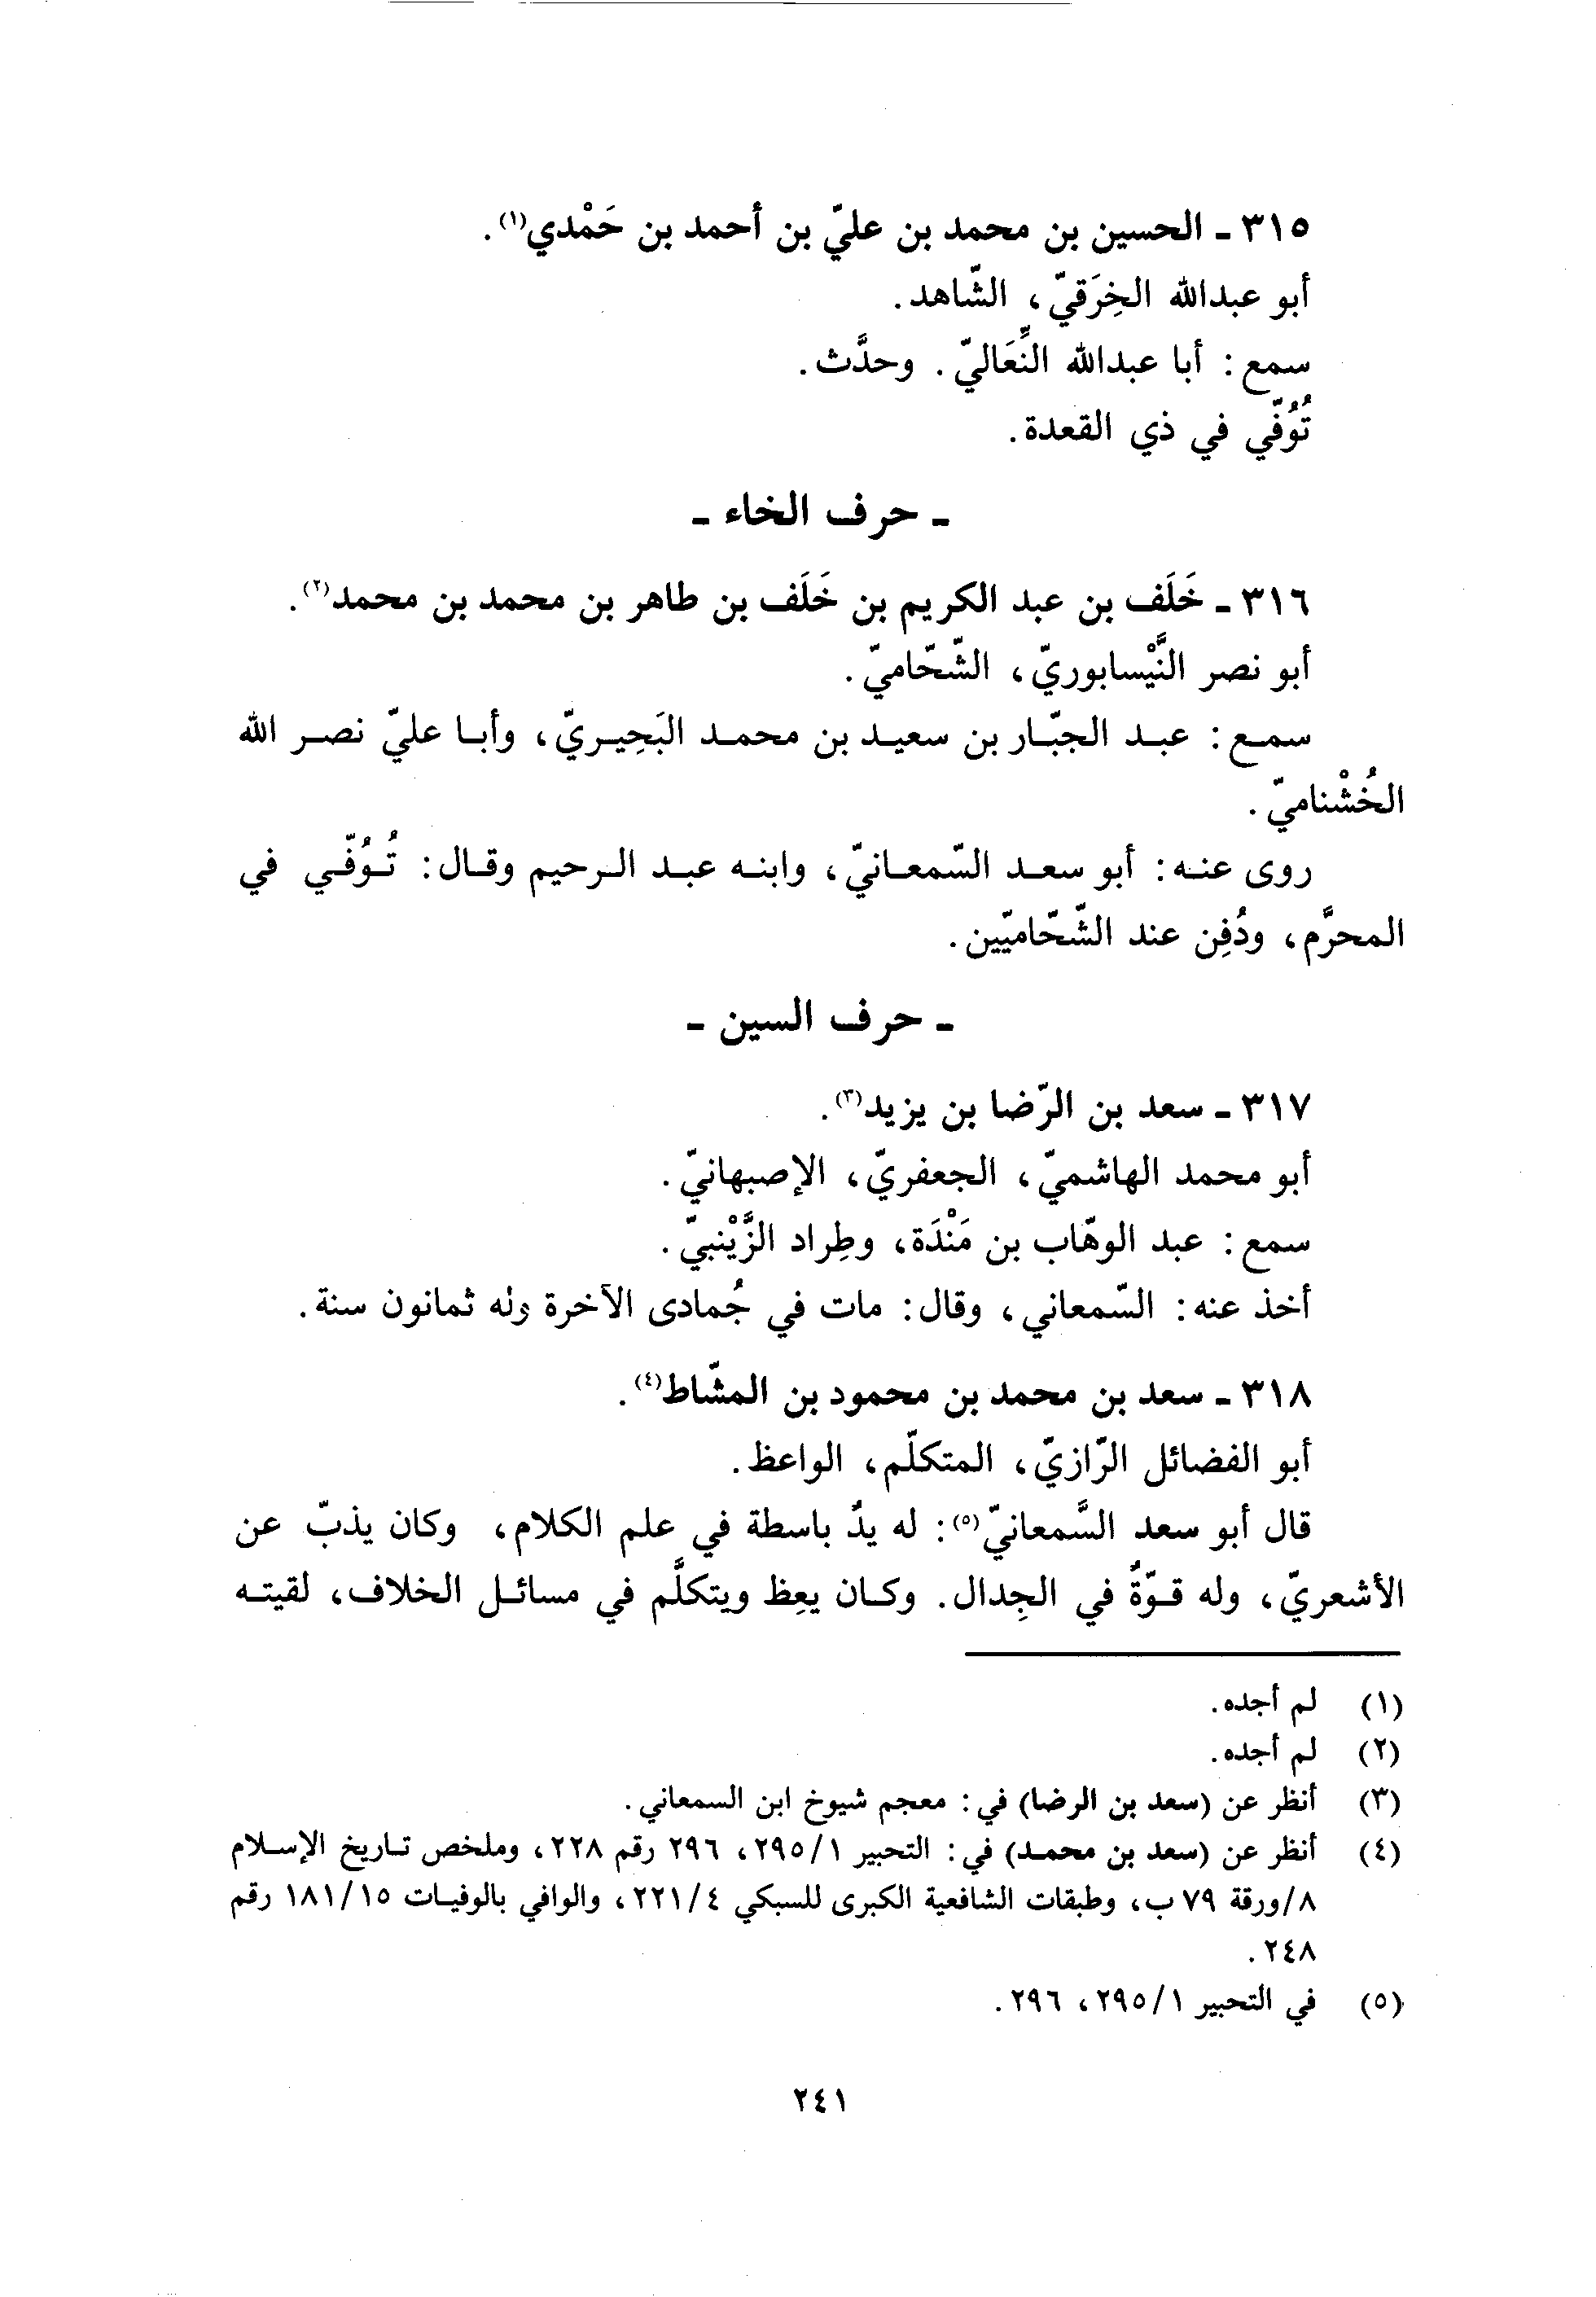 ٣١٥ ـ الحسين بن محمد بن عليّ بن أحمد بن حَمْدي(١).
أبو عبدالله الخِرَقيّ، الشّاهد.
سمع: أبا عبدالله النِّعَاليّ. وحدَّث.
تُوُفّي في ذي القعدة.
ـ حرف الخاء ـ
٣١٦ ـ خَلَف بن عبد الكريم بن خَلَف بن طاهر بن محمد بن محمد(٢).
أبو نصر النَّيْسابوريّ، الشّحّاميّ.
سمع: عبد الجبّار بن سعيد بن محمد البَحِيريّ، وأبا عليّ نصر الله
الخُشْناميّ.
روى عنه: أبو سعد السّمعانيّ، وابنه عبد الرحيم وقال: تُوُفّي في
المحرَّم، ودُفِن عند الشّحّاميّين.
ـ حرف السين ـ
٣١٧ ـ سعد بن الرّضا بن يزيد(٣).
أبو محمد الهاشميّ، الجعفريّ، الإصبهانيّ.
سمع: عبد الوهّاب بن مَنْدَة، وطِراد الزَّيْنبيّ.
أخذ عنه: السّمعاني، وقال: مات في جُمادى الآخرة وله ثمانون سنة.
٣١٨ ـ سعد بن محمد بن محمود بن المشّاط(٤).
أبو الفضائل الرّازيّ، المتكلّم، الواعظ.
قال أبو سعد السَّمعانيّ(٥): له يدٌ باسطة في علم الكلام، وكان يذبّ عن
الأشعريّ، وله قوّةٌ في الجِدال. وكان يعِظ ويتكلَّم في مسائل الخلاف، لقيته
(١) لم أجده.
(٢) لم أجده.
(٣) أنظر عن (سعد بن الرضا) في: معجم شيوخ ابن السمعاني.
(٤) أنظر عن (سعد بن محمد) في: التحبير ٢٩٥/١، ٢٩٦ رقم ٢٢٨، وملخص تاريخ الإسلام
٨/ورقة ٧٩ ب، وطبقات الشافعية الكبرى للسبكي ٢٢١/٤، والوافي بالوفيات ١٨١/١٥ رقم
٢٤٨.
(٥) في التحبير ٢٩٥/١، ٢٩٦.
٢٤١